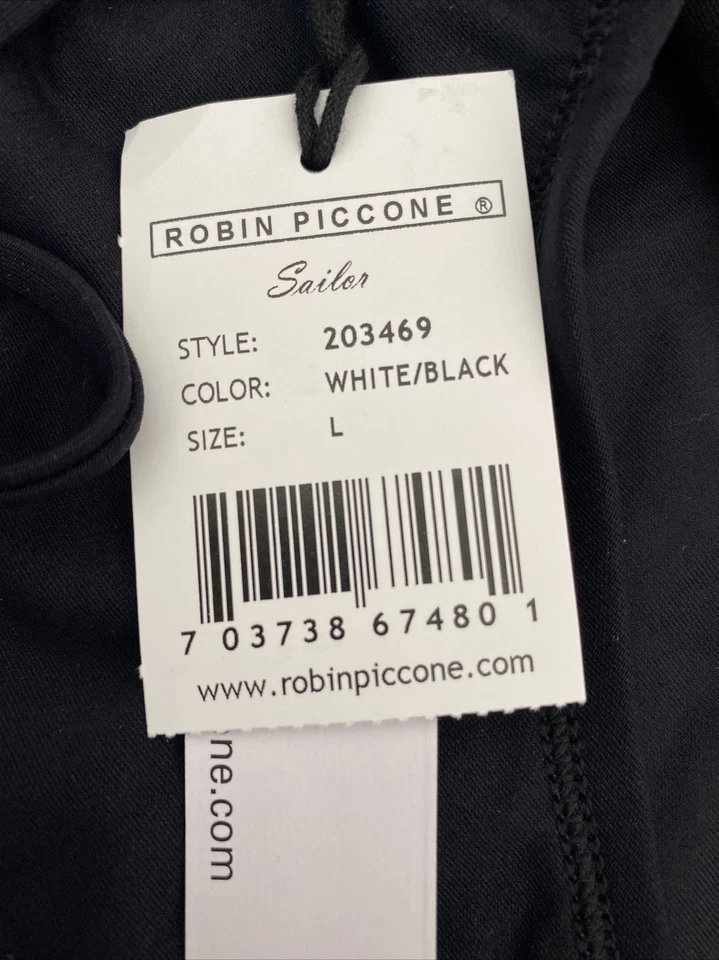 ROBIN PICCONE ®
Sailor
STYLE: 203469
COLOR: WHITE/BLACK
SIZE: L
7 03738 67480 1
www.robinpiccone.com
ne.com